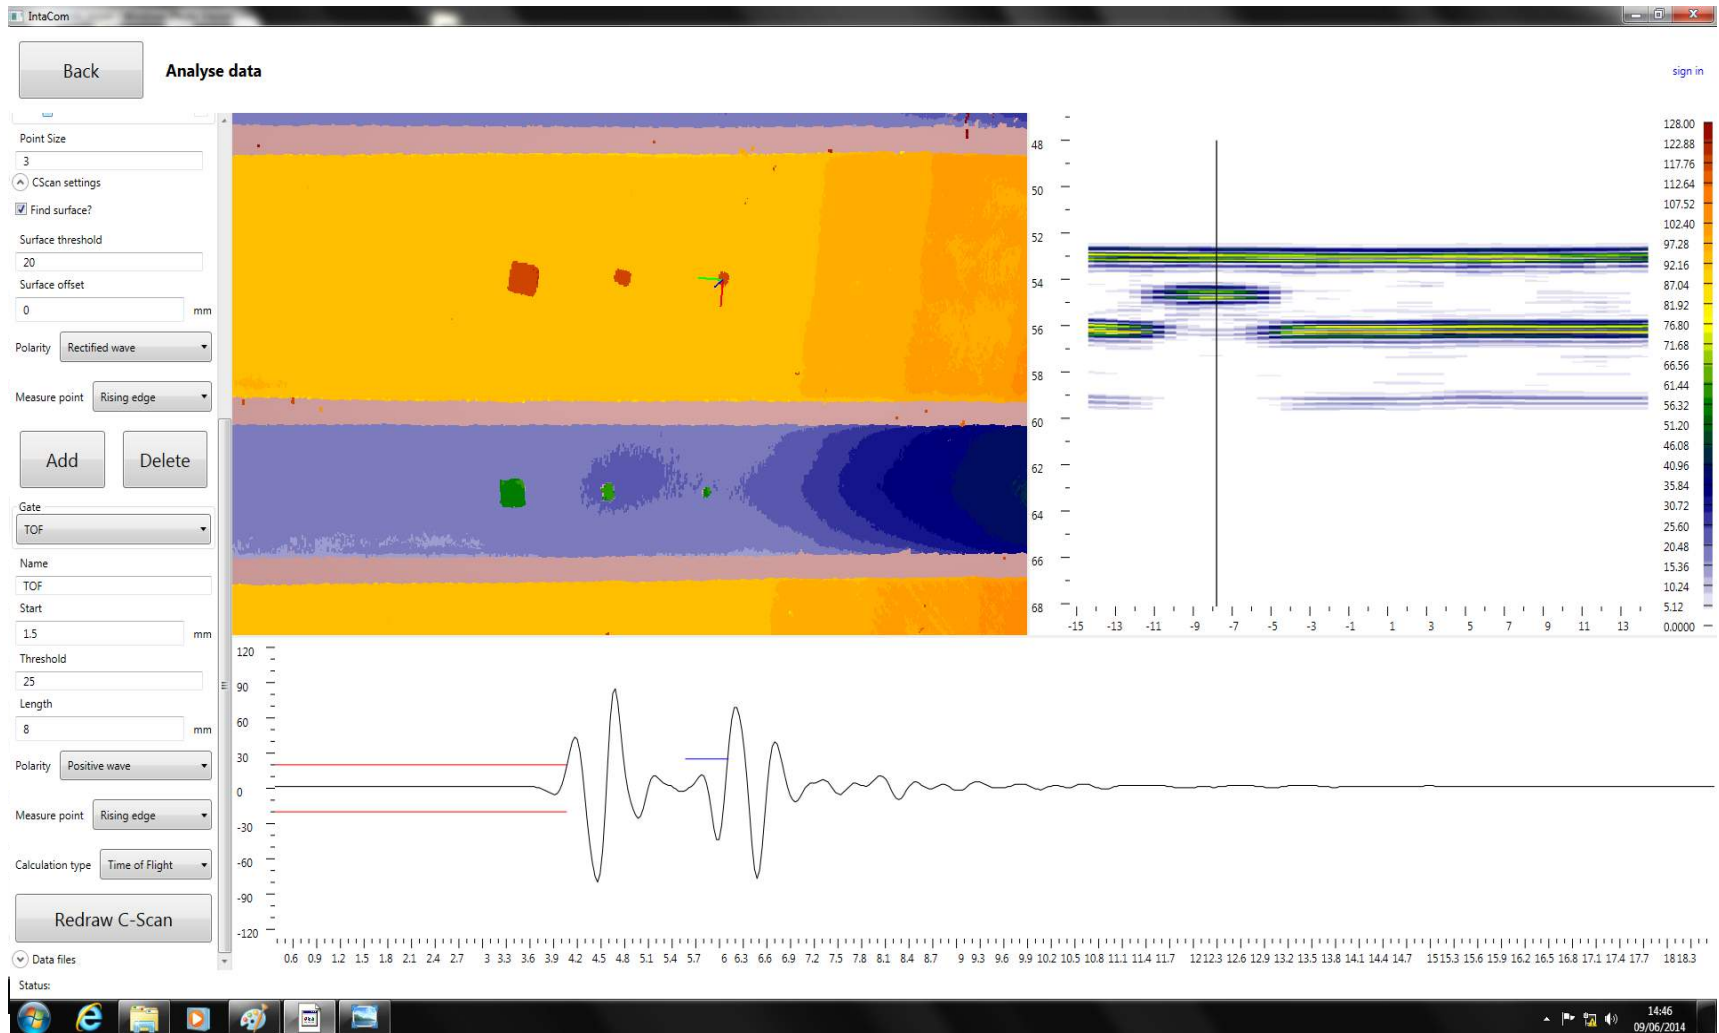 IntaCom
Back
Analyse data
sign in
Point Size
3
CScan settings
Find surface?
Surface threshold
20
Surface offset
0 mm
Polarity Rectified wave
Measure point Rising edge
Add Delete
Gate
TOF
Name
TOF
Start
1.5 mm
Threshold
25
Length
8 mm
Polarity Positive wave
Measure point Rising edge
Calculation type Time of Flight
Redraw C-Scan
Data files
Status:
48
50
52
54
56
58
60
62
64
66
68
-15 -13 -11 -9 -7 -5 -3 -1 1 3 5 7 9 11 13
128.00
122.88
117.76
112.64
107.52
102.40
97.28
92.16
87.04
81.92
76.80
71.68
66.56
61.44
56.32
51.20
46.08
40.96
35.84
30.72
25.60
20.48
15.36
10.24
5.12
0.0000
120
90
60
30
0
-30
-60
-90
-120
0.6 0.9 1.2 1.5 1.8 2.1 2.4 2.7 3 3.3 3.6 3.9 4.2 4.5 4.8 5.1 5.4 5.7 6 6.3 6.6 6.9 7.2 7.5 7.8 8.1 8.4 8.7 9 9.3 9.6 9.9 10.2 10.5 10.8 11.1 11.4 11.7 12 12.3 12.6 12.9 13.2 13.5 13.8 14.1 14.4 14.7 15 15.3 15.6 15.9 16.2 16.5 16.8 17.1 17.4 17.7 18 18.3
14:46
09/06/2014